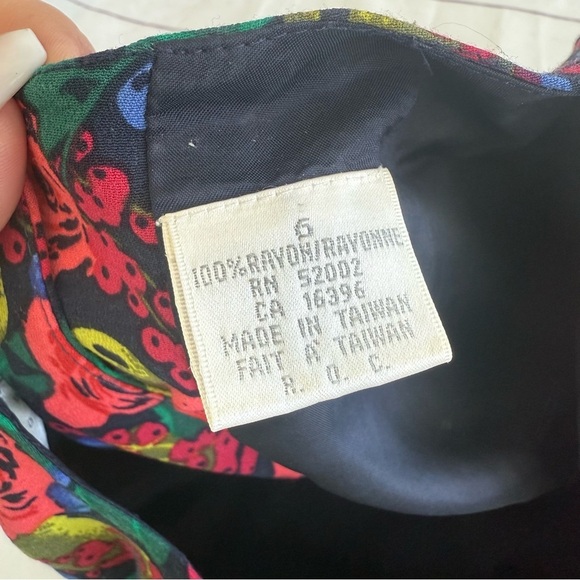 6
100%RAYON/RAYONNE
RN 52002
CA 16396
MADE IN TAIWAN
FAIT A' TAIWAN
R. O. C.